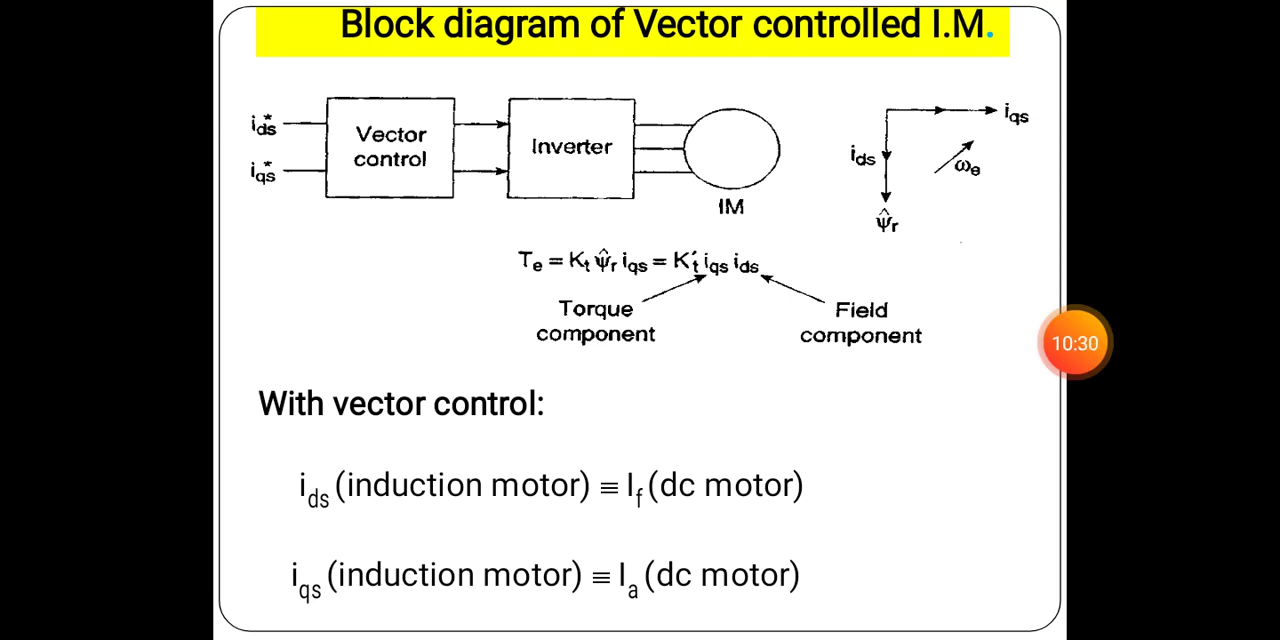 Block diagram of Vector controlled I.M.
i*ds
i*qs
Vector
control
Inverter
IM
iqs
ids
ωe
ψ̂r
Te = Kt ψ̂r iqs = K't iqs ids
Torque
component
Field
component
10:30
With vector control:
ids (induction motor) ≡ If (dc motor)
iqs (induction motor) ≡ Ia (dc motor)